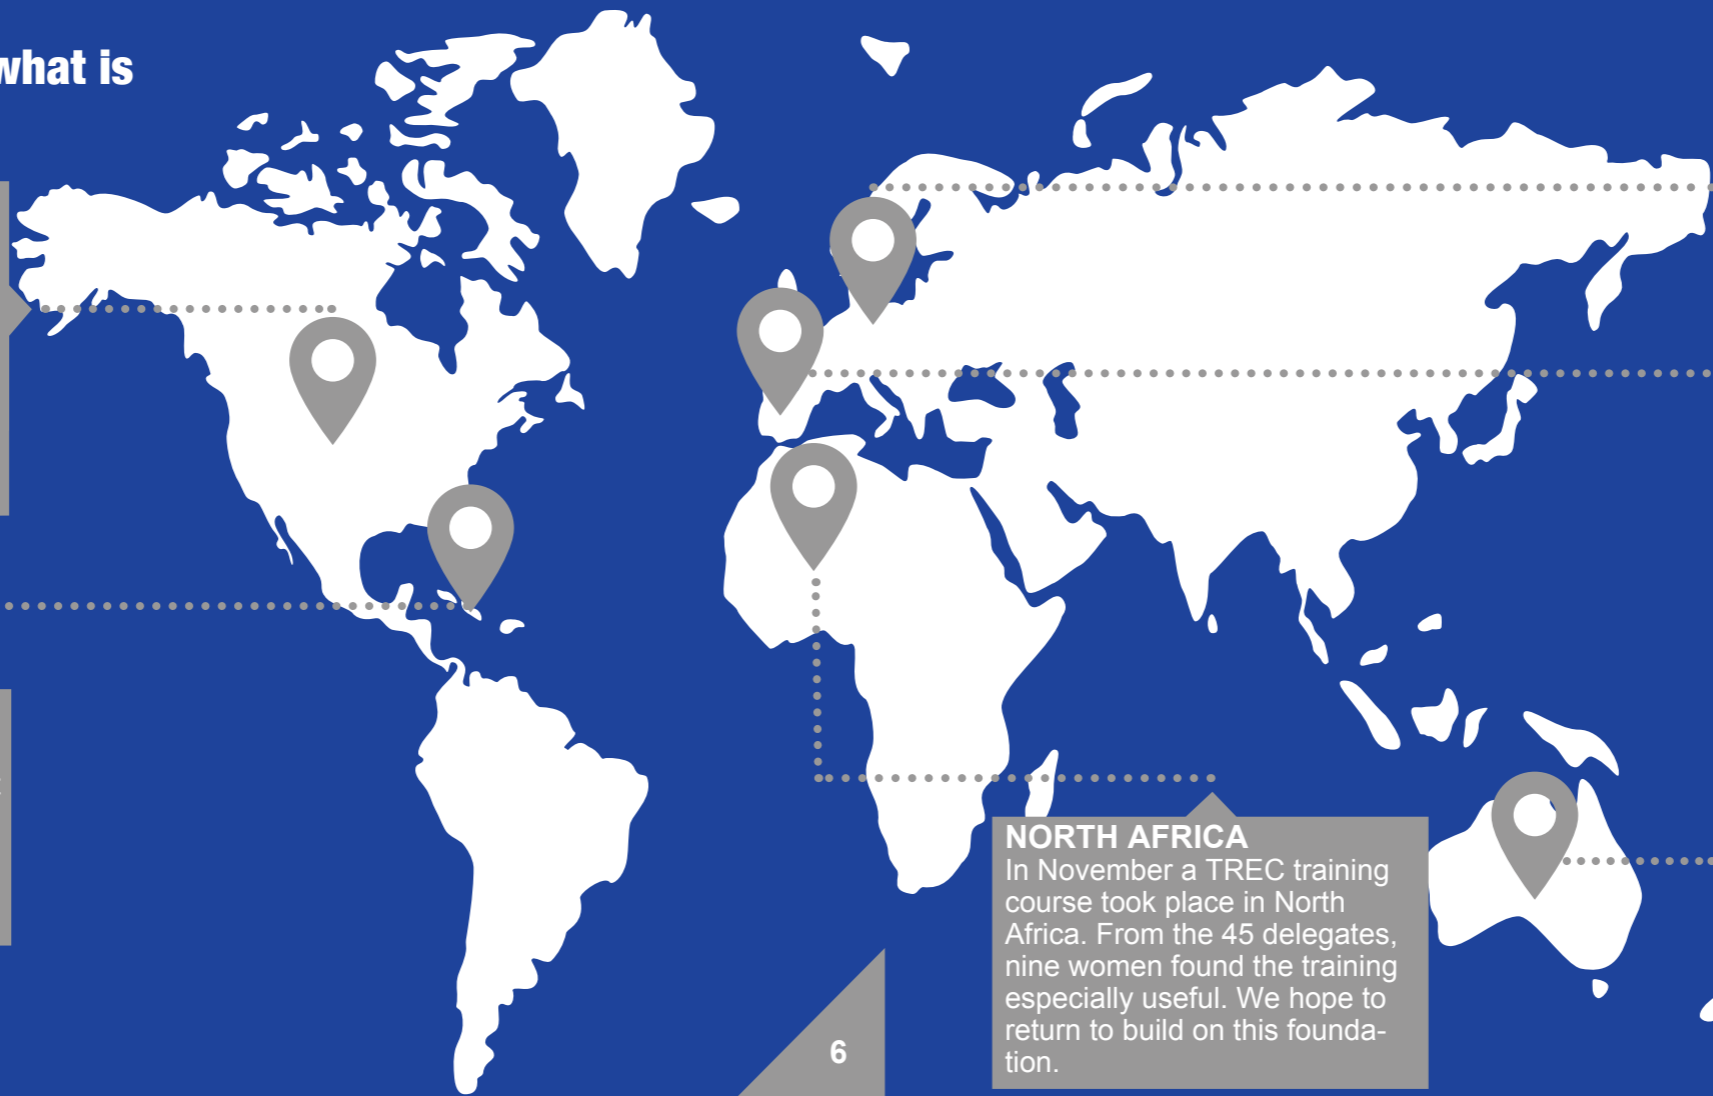 what is
NORTH AFRICA
In November a TREC training
course took place in North
Africa. From the 45 delegates,
nine women found the training
especially useful. We hope to
return to build on this founda-
tion.
6